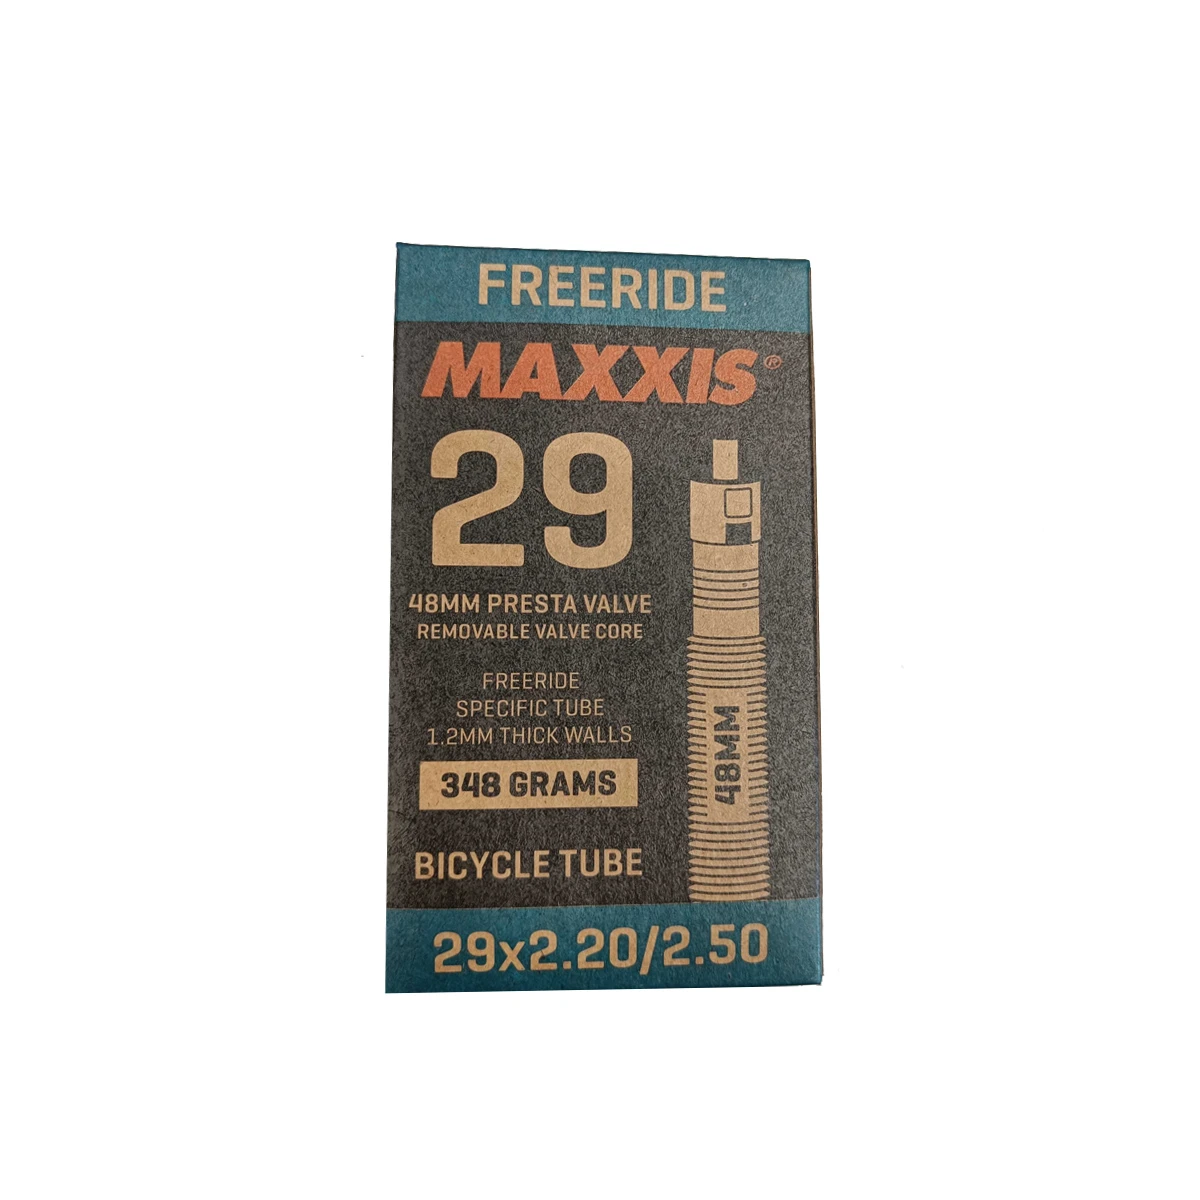 FREERIDE
MAXXIS®
29
48MM PRESTA VALVE
REMOVABLE VALVE CORE
FREERIDE
SPECIFIC TUBE
1.2MM THICK WALLS
348 GRAMS
BICYCLE TUBE
48MM
29x2.20/2.50